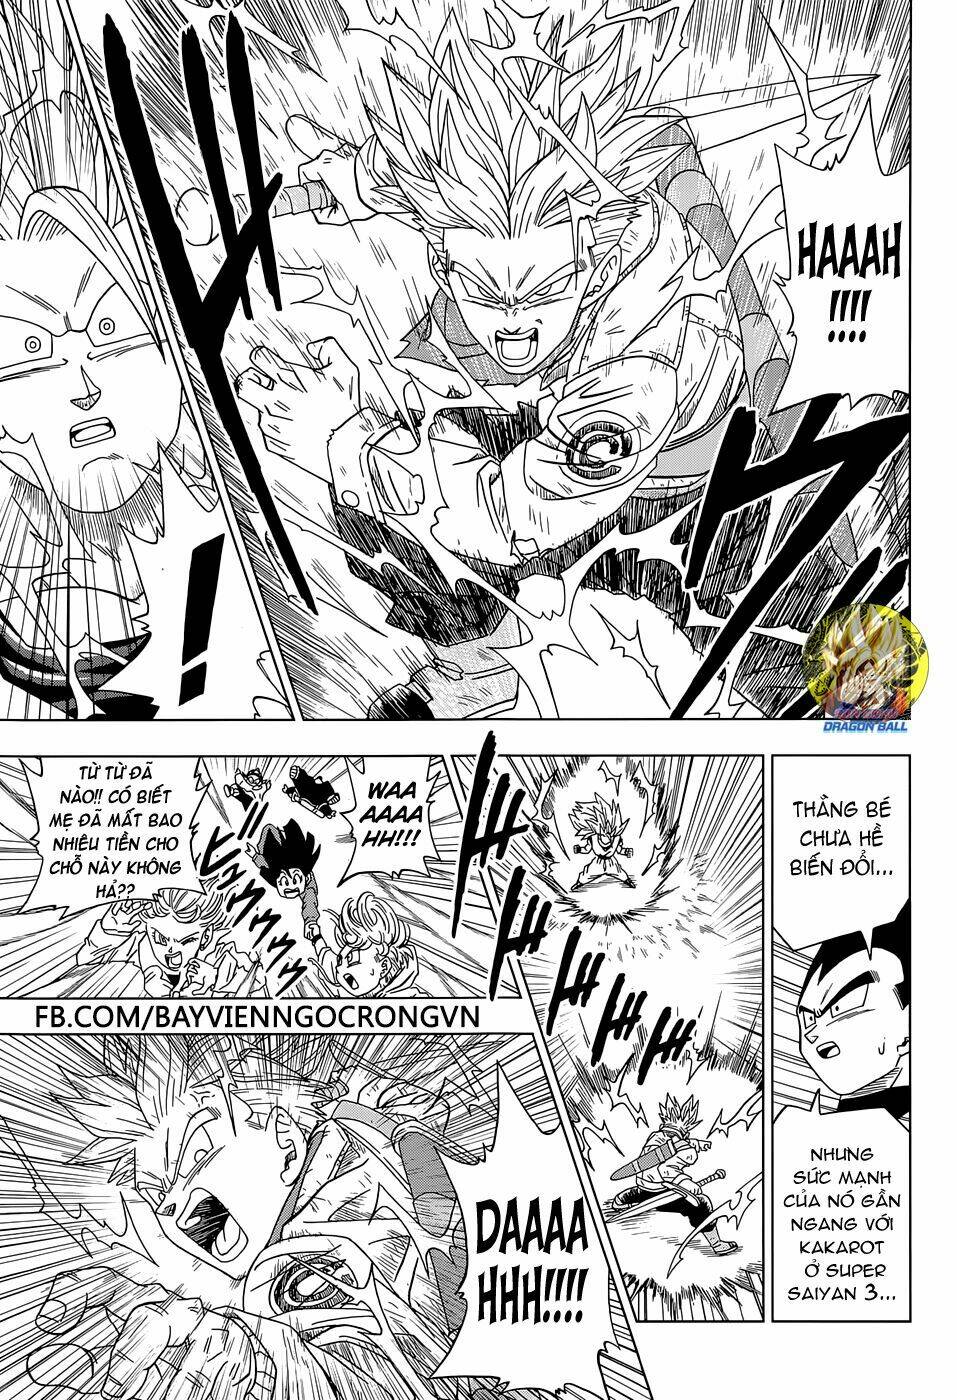 HAAAH
!!!!
ドン
!
DRAGON BALL
THẰNG BÉ
CHƯA HỀ
BIẾN ĐỔI...
NHƯNG
SỨC MẠNH
CỦA NÓ GẦN
NGANG VỚI
KAKAROT
Ở SUPER
SAIYAN 3...
WAA
AAAA
HH!!!
TỪ TỪ ĐÃ
NÀO!! CÓ BIẾT
MẸ ĐÃ MẤT BAO
NHIÊU TIỀN CHO
CHỖ NÀY KHÔNG
HẢ??
FB.COM/BAYVIENNGOCRONGVN
DAAAA
HHH!!!!